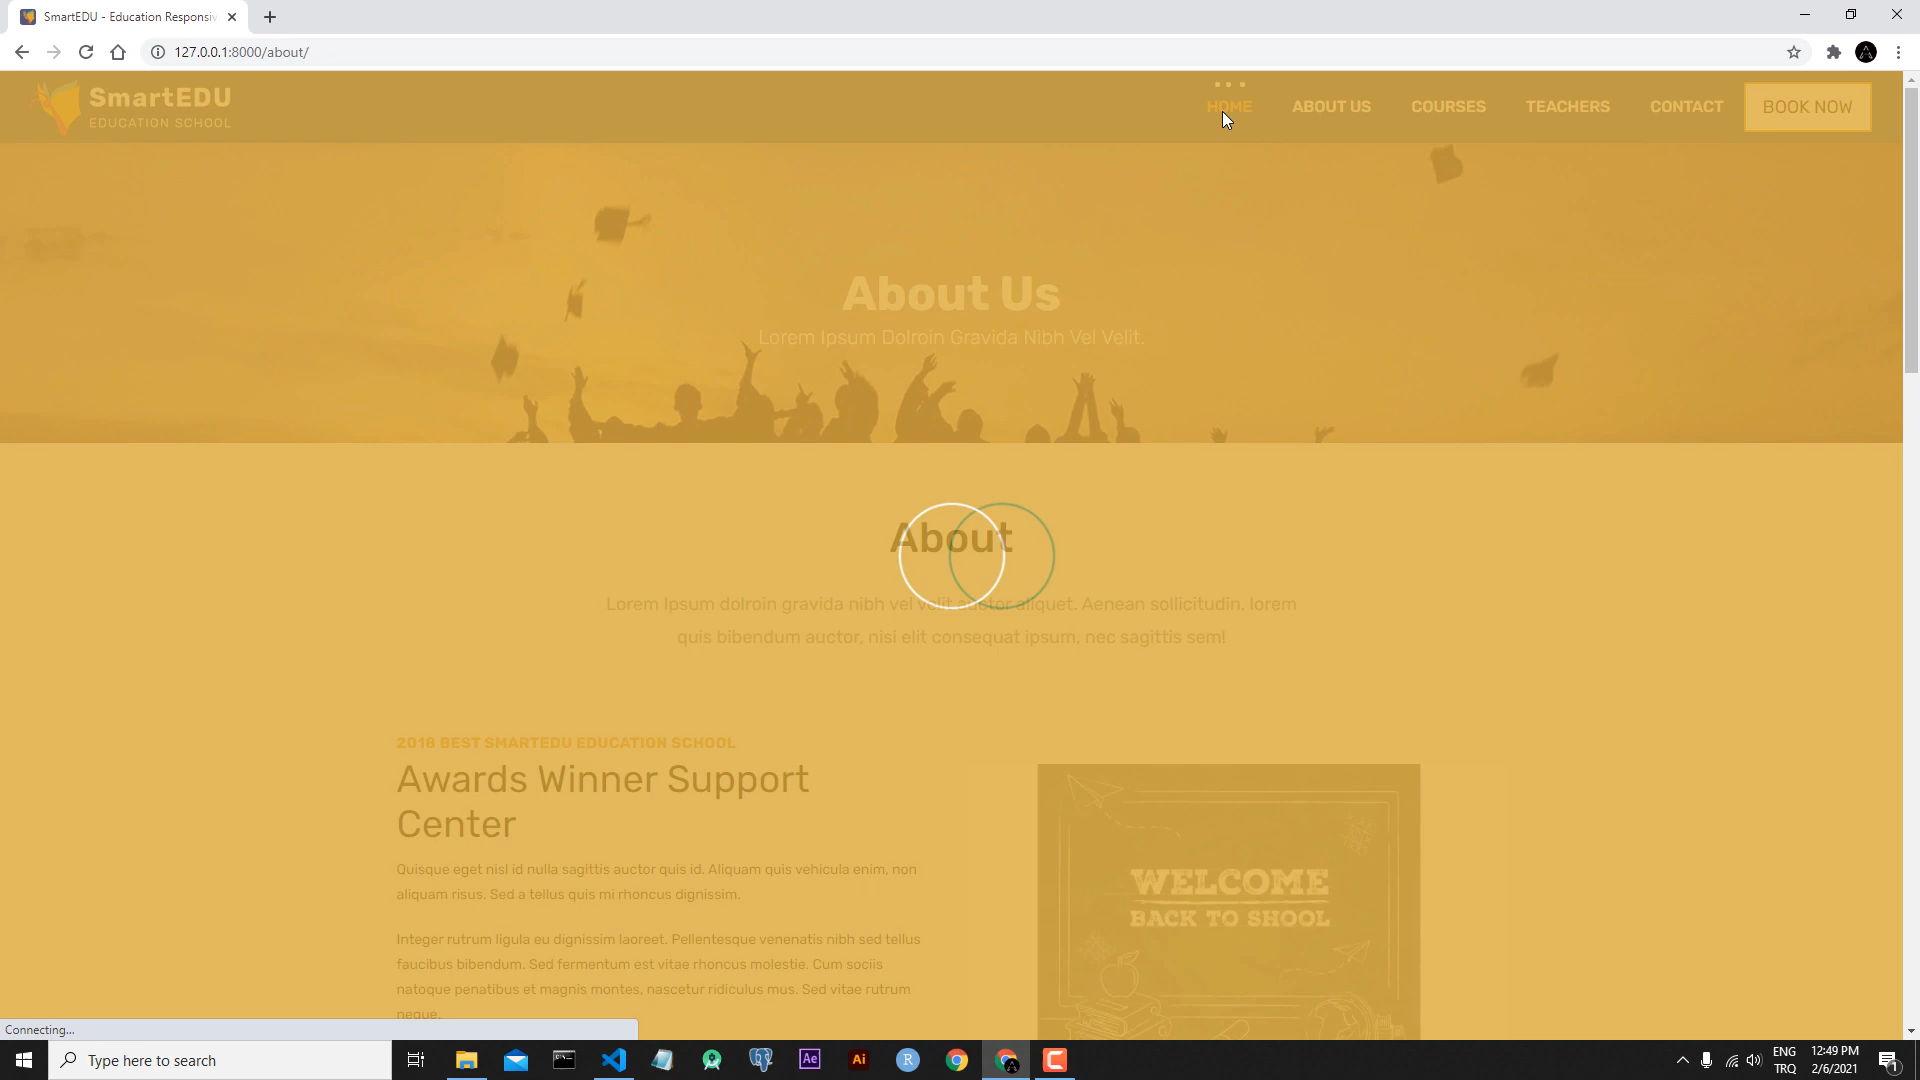 SmartEDU - Education Responsiv
127.0.0.1:8000/about/
SmartEDU
EDUCATION SCHOOL
HOME
ABOUT US
COURSES
TEACHERS
CONTACT
BOOK NOW
About Us
Lorem Ipsum Dolroin Gravida Nibh Vel Velit.
About
Lorem Ipsum dolroin gravida nibh vel velit auctor aliquet. Aenean sollicitudin, lorem
quis bibendum auctor, nisi elit consequat ipsum, nec sagittis sem!
2018 BEST SMARTEDU EDUCATION SCHOOL
Awards Winner Support
Center
Quisque eget nisl id nulla sagittis auctor quis id. Aliquam quis vehicula enim, non
aliquam risus. Sed a tellus quis mi rhoncus dignissim.
Integer rutrum ligula eu dignissim laoreet. Pellentesque venenatis nibh sed tellus
faucibus bibendum. Sed fermentum est vitae rhoncus molestie. Cum sociis
natoque penatibus et magnis montes, nascetur ridiculus mus. Sed vitae rutrum
neque.
WELCOME
BACK TO SHOOL
Connecting...
Type here to search
Ae
Ai
R
ENG
TRQ
12:49 PM
2/6/2021
1